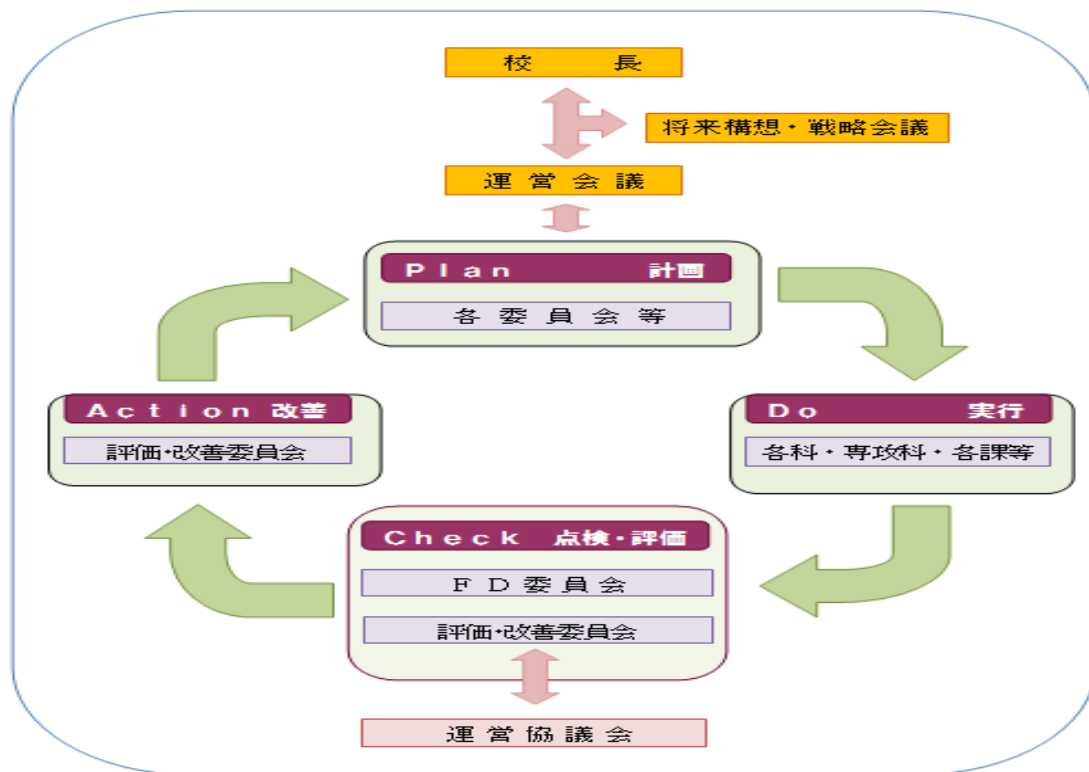 校長
将来構想・戦略会議
運営会議
Plan 計画
各委員会等
Action 改善
評価・改善委員会
Do 実行
各科・専攻科・各課等
Check 点検・評価
FD委員会
評価・改善委員会
運営協議会